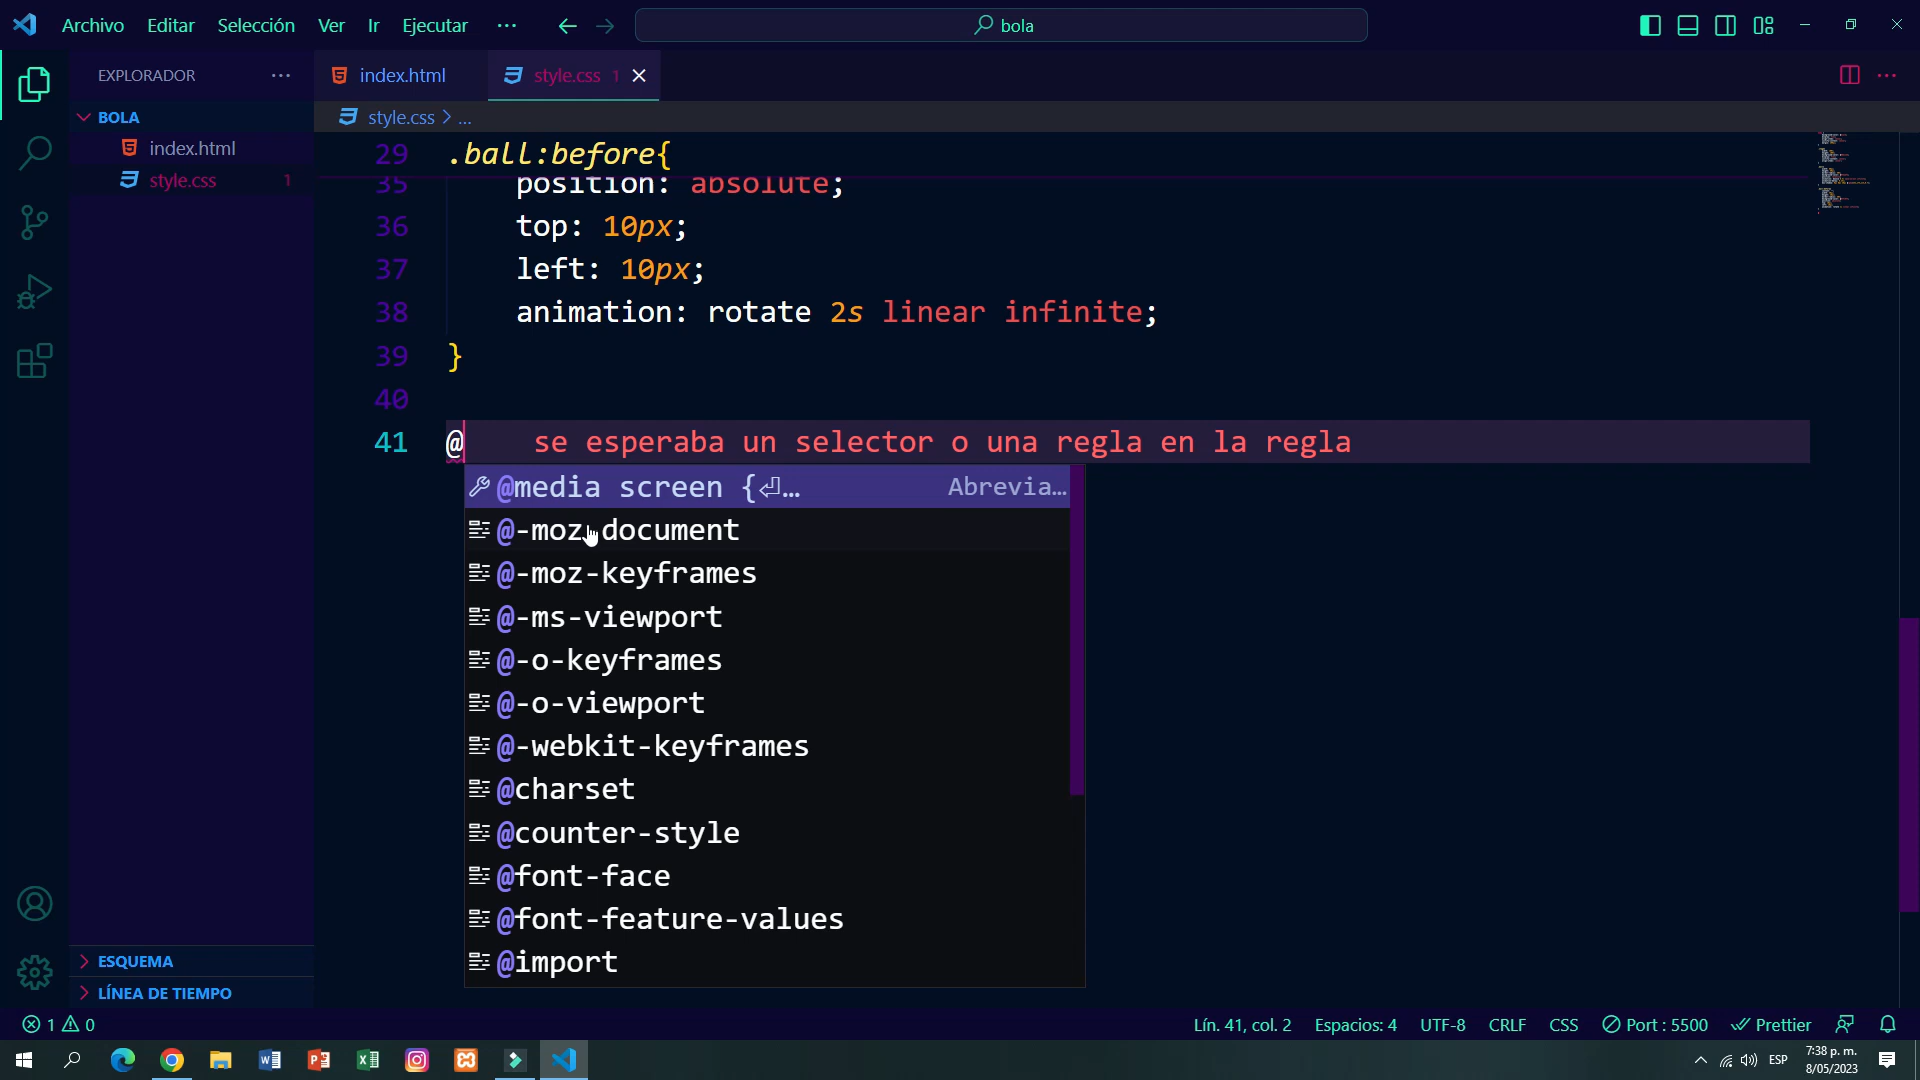 Archivo Editar Selección Ver Ir Ejecutar ··· bola
EXPLORADOR ···
BOLA
index.html
style.css 1
ESQUEMA
LÍNEA DE TIEMPO
index.html style.css 1
style.css > ...
29 .ball:before{
35 position: absolute;
36 top: 10px;
37 left: 10px;
38 animation: rotate 2s linear infinite;
39 }
40
41 @ se esperaba un selector o una regla en la regla
@media screen {⏎… Abrevia…
@-moz-document
@-moz-keyframes
@-ms-viewport
@-o-keyframes
@-o-viewport
@-webkit-keyframes
@charset
@counter-style
@font-face
@font-feature-values
@import
1 0 Lín. 41, col. 2 Espacios: 4 UTF-8 CRLF CSS Port : 5500 Prettier
ESP 7:38 p. m.
8/05/2023